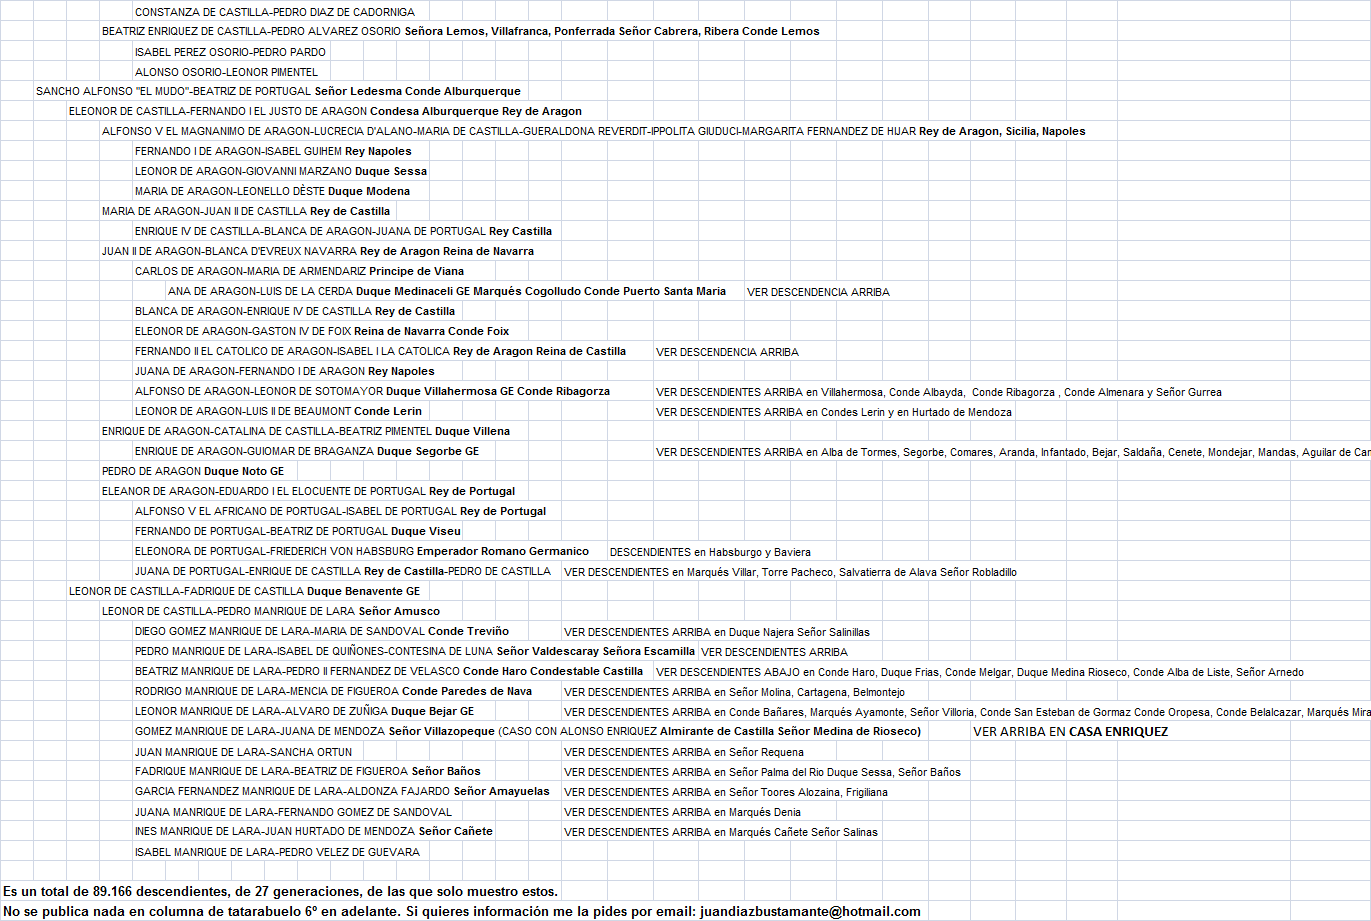 CONSTANZA DE CASTILLA-PEDRO DIAZ DE CADORNIGA
BEATRIZ ENRIQUEZ DE CASTILLA-PEDRO ALVAREZ OSORIO Señora Lemos, Villafranca, Ponferrada Señor Cabrera, Ribera Conde Lemos
ISABEL PEREZ OSORIO-PEDRO PARDO
ALONSO OSORIO-LEONOR PIMENTEL
SANCHO ALFONSO "EL MUDO"-BEATRIZ DE PORTUGAL Señor Ledesma Conde Alburquerque
ELEONOR DE CASTILLA-FERNANDO I EL JUSTO DE ARAGON Condesa Alburquerque Rey de Aragon
ALFONSO V EL MAGNANIMO DE ARAGON-LUCRECIA D'ALANO-MARIA DE CASTILLA-GUERALDONA REVERDIT-IPPOLITA GIUDUCI-MARGARITA FERNANDEZ DE HIJAR Rey de Aragon, Sicilia, Napoles
FERNANDO I DE ARAGON-ISABEL GUIHEM Rey Napoles
LEONOR DE ARAGON-GIOVANNI MARZANO Duque Sessa
MARIA DE ARAGON-LEONELLO DÈSTE Duque Modena
MARIA DE ARAGON-JUAN II DE CASTILLA Rey de Castilla
ENRIQUE IV DE CASTILLA-BLANCA DE ARAGON-JUANA DE PORTUGAL Rey Castilla
JUAN II DE ARAGON-BLANCA D'EVREUX NAVARRA Rey de Aragon Reina de Navarra
CARLOS DE ARAGON-MARIA DE ARMENDARIZ Principe de Viana
ANA DE ARAGON-LUIS DE LA CERDA Duque Medinaceli GE Marqués Cogolludo Conde Puerto Santa Maria VER DESCENDENCIA ARRIBA
BLANCA DE ARAGON-ENRIQUE IV DE CASTILLA Rey de Castilla
ELEONOR DE ARAGON-GASTON IV DE FOIX Reina de Navarra Conde Foix
FERNANDO II EL CATOLICO DE ARAGON-ISABEL I LA CATOLICA Rey de Aragon Reina de Castilla VER DESCENDENCIA ARRIBA
JUANA DE ARAGON-FERNANDO I DE ARAGON Rey Napoles
ALFONSO DE ARAGON-LEONOR DE SOTOMAYOR Duque Villahermosa GE Conde Ribagorza VER DESCENDIENTES ARRIBA en Villahermosa, Conde Albayda, Conde Ribagorza , Conde Almenara y Señor Gurrea
LEONOR DE ARAGON-LUIS II DE BEAUMONT Conde Lerin VER DESCENDIENTES ARRIBA en Condes Lerin y en Hurtado de Mendoza
ENRIQUE DE ARAGON-CATALINA DE CASTILLA-BEATRIZ PIMENTEL Duque Villena
ENRIQUE DE ARAGON-GUIOMAR DE BRAGANZA Duque Segorbe GE VER DESCENDIENTES ARRIBA en Alba de Tormes, Segorbe, Comares, Aranda, Infantado, Bejar, Saldaña, Cenete, Mondejar, Mandas, Aguilar de Car
PEDRO DE ARAGON Duque Noto GE
ELEANOR DE ARAGON-EDUARDO I EL ELOCUENTE DE PORTUGAL Rey de Portugal
ALFONSO V EL AFRICANO DE PORTUGAL-ISABEL DE PORTUGAL Rey de Portugal
FERNANDO DE PORTUGAL-BEATRIZ DE PORTUGAL Duque Viseu
ELEONORA DE PORTUGAL-FRIEDERICH VON HABSBURG Emperador Romano Germanico DESCENDIENTES en Habsburgo y Baviera
JUANA DE PORTUGAL-ENRIQUE DE CASTILLA Rey de Castilla-PEDRO DE CASTILLA VER DESCENDIENTES en Marqués Villar, Torre Pacheco, Salvatierra de Alava Señor Robladillo
LEONOR DE CASTILLA-FADRIQUE DE CASTILLA Duque Benavente GE
LEONOR DE CASTILLA-PEDRO MANRIQUE DE LARA Señor Amusco
DIEGO GOMEZ MANRIQUE DE LARA-MARIA DE SANDOVAL Conde Treviño VER DESCENDIENTES ARRIBA en Duque Najera Señor Salinillas
PEDRO MANRIQUE DE LARA-ISABEL DE QUIÑONES-CONTESINA DE LUNA Señor Valdescaray Señora Escamilla VER DESCENDIENTES ARRIBA
BEATRIZ MANRIQUE DE LARA-PEDRO II FERNANDEZ DE VELASCO Conde Haro Condestable Castilla VER DESCENDIENTES ABAJO en Conde Haro, Duque Frias, Conde Melgar, Duque Medina Rioseco, Conde Alba de Liste, Señor Arnedo
RODRIGO MANRIQUE DE LARA-MENCIA DE FIGUEROA Conde Paredes de Nava VER DESCENDIENTES ARRIBA en Señor Molina, Cartagena, Belmontejo
LEONOR MANRIQUE DE LARA-ALVARO DE ZUÑIGA Duque Bejar GE VER DESCENDIENTES ARRIBA en Conde Bañares, Marqués Ayamonte, Señor Villoria, Conde San Esteban de Gormaz Conde Oropesa, Conde Belalcazar, Marqués Mira
GOMEZ MANRIQUE DE LARA-JUANA DE MENDOZA Señor Villazopeque (CASO CON ALONSO ENRIQUEZ Almirante de Castilla Señor Medina de Rioseco) VER ARRIBA EN CASA ENRIQUEZ
JUAN MANRIQUE DE LARA-SANCHA ORTUN VER DESCENDIENTES ARRIBA en Señor Requena
FADRIQUE MANRIQUE DE LARA-BEATRIZ DE FIGUEROA Señor Baños VER DESCENDIENTES ARRIBA en Señor Palma del Rio Duque Sessa, Señor Baños
GARCIA FERNANDEZ MANRIQUE DE LARA-ALDONZA FAJARDO Señor Amayuelas VER DESCENDIENTES ARRIBA en Señor Toores Alozaina, Frigiliana
JUANA MANRIQUE DE LARA-FERNANDO GOMEZ DE SANDOVAL VER DESCENDIENTES ARRIBA en Marqués Denia
INES MANRIQUE DE LARA-JUAN HURTADO DE MENDOZA Señor Cañete VER DESCENDIENTES ARRIBA en Marqués Cañete Señor Salinas
ISABEL MANRIQUE DE LARA-PEDRO VELEZ DE GUEVARA
Es un total de 89.166 descendientes, de 27 generaciones, de las que solo muestro estos.
No se publica nada en columna de tatarabuelo 6º en adelante. Si quieres información me la pides por email: juandiazbustamante@hotmail.com